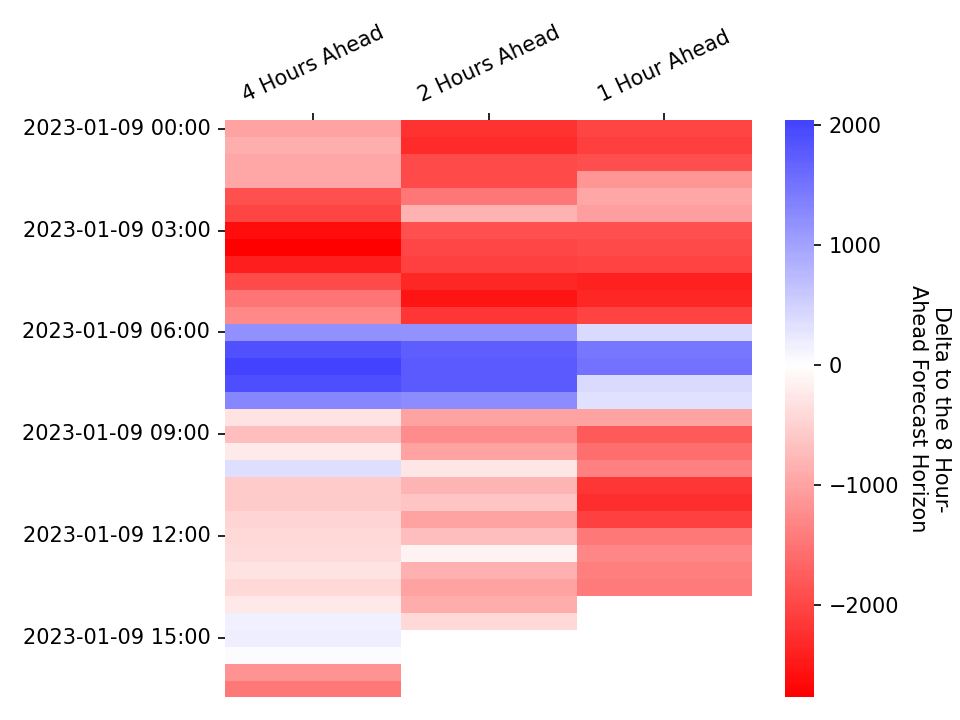 4 Hours Ahead
2 Hours Ahead
1 Hour Ahead
2023-01-09 00:00
2023-01-09 03:00
2023-01-09 06:00
2023-01-09 09:00
2023-01-09 12:00
2023-01-09 15:00
2000
1000
0
−1000
−2000
Delta to the 8 Hour-
Ahead Forecast Horizon